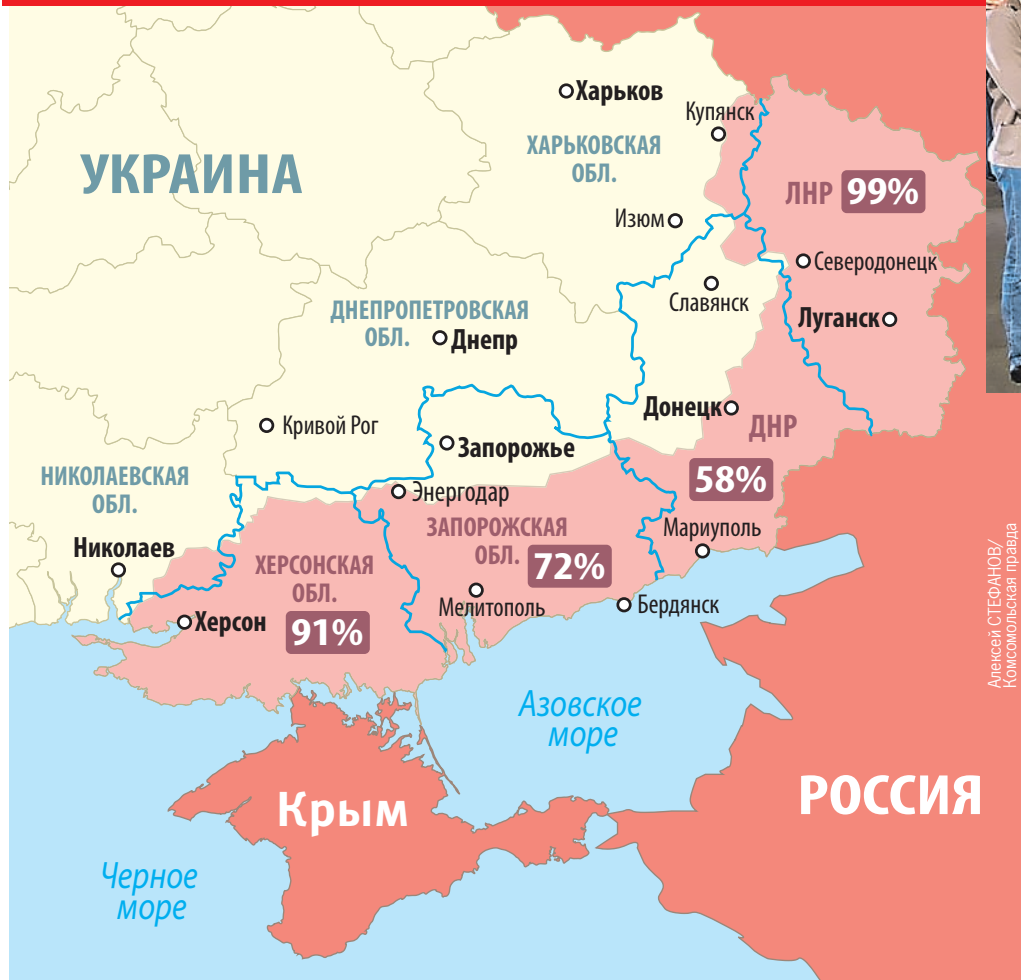 Харьков
Купянск
ХАРЬКОВСКАЯ
ОБЛ.
УКРАИНА
ЛНР 99%
Изюм
Северодонецк
Славянск
ДНЕПРОПЕТРОВСКАЯ
ОБЛ.
Днепр
Луганск
Донецк
ДНР
Кривой Рог
Запорожье
58%
НИКОЛАЕВСКАЯ
ОБЛ.
Энергодар
ЗАПОРОЖСКАЯ
ОБЛ. 72%
Мариуполь
Николаев
ХЕРСОНСКАЯ
ОБЛ.
91%
Мелитополь
Бердянск
Херсон
Азовское
море
РОССИЯ
Крым
Черное
море
Алексей СТЕФАНОВ/
Комсомольская правда